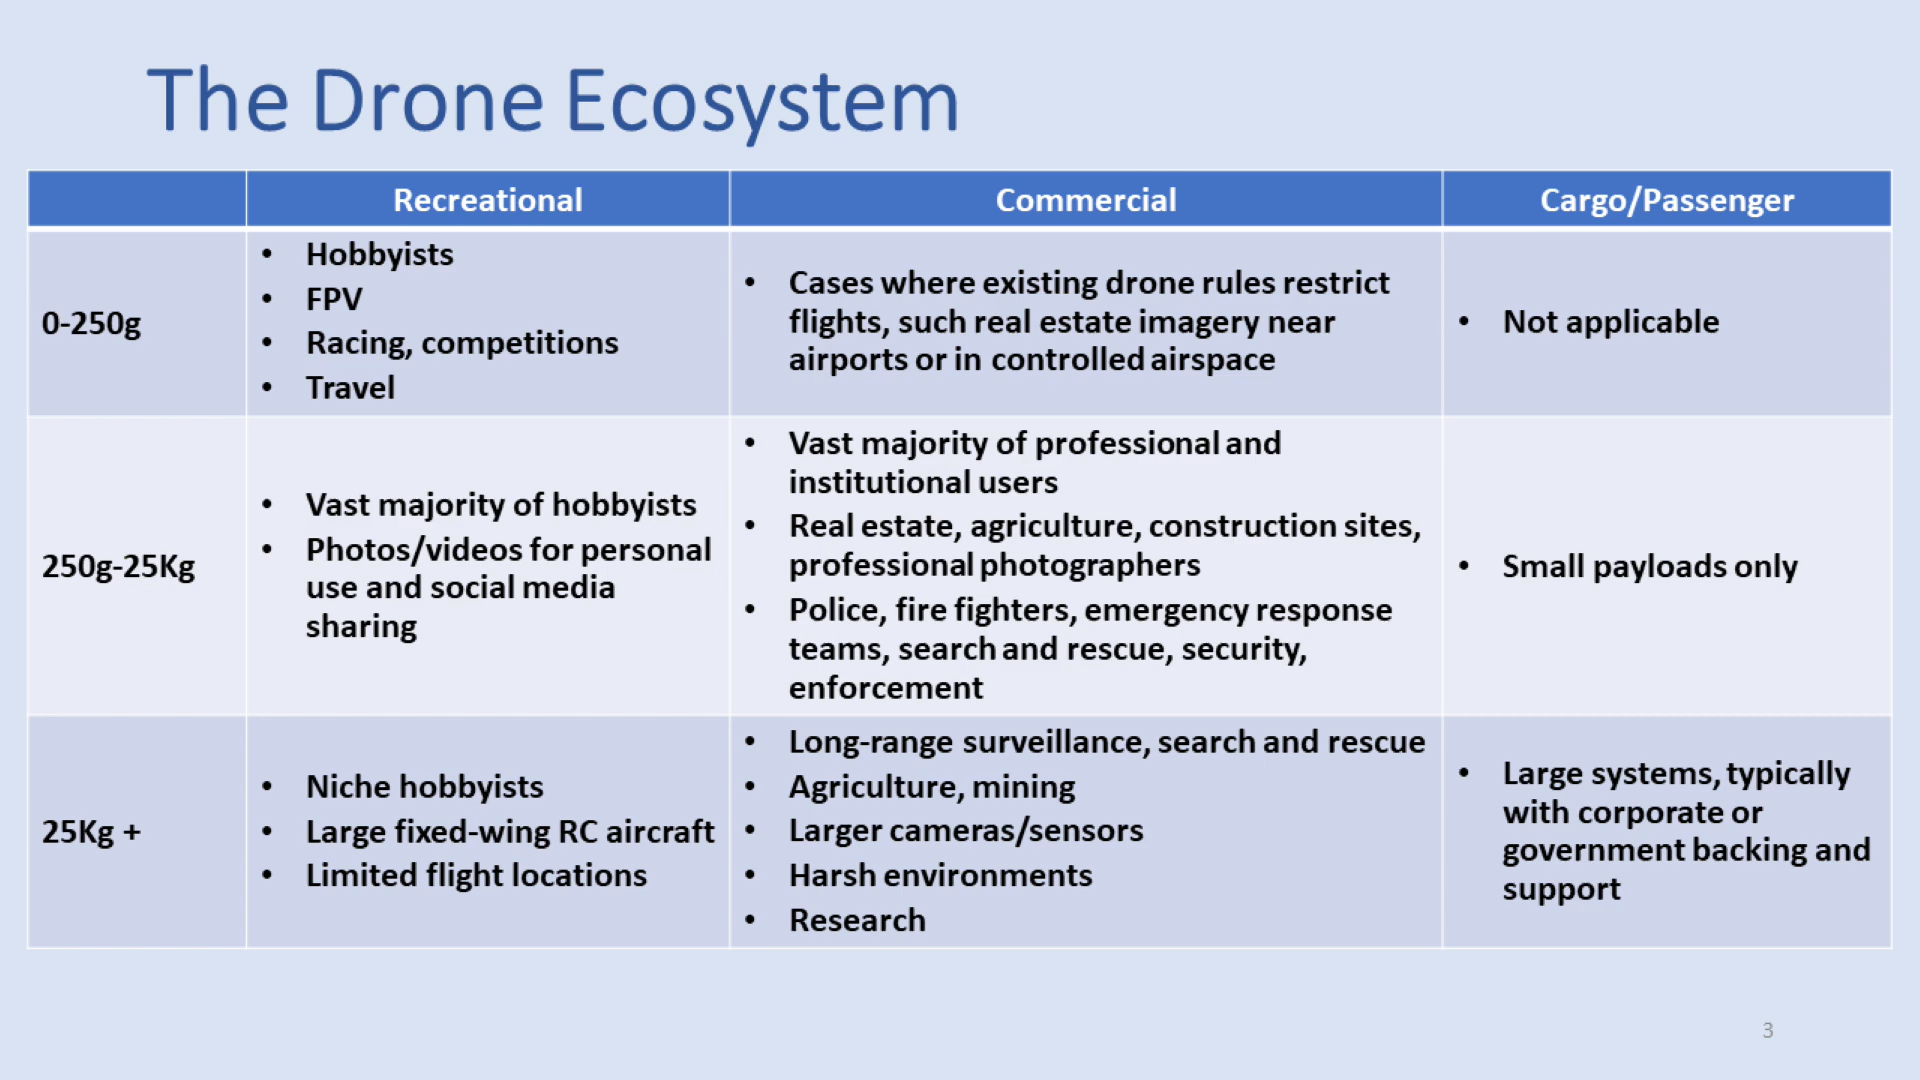 The Drone Ecosystem
Recreational
Commercial
Cargo/Passenger
0-250g
• Hobbyists
• FPV
• Racing, competitions
• Travel
• Cases where existing drone rules restrict
flights, such real estate imagery near
airports or in controlled airspace
• Not applicable
250g-25Kg
• Vast majority of hobbyists
• Photos/videos for personal
use and social media
sharing
• Vast majority of professional and
institutional users
• Real estate, agriculture, construction sites,
professional photographers
• Police, fire fighters, emergency response
teams, search and rescue, security,
enforcement
• Small payloads only
25Kg +
• Niche hobbyists
• Large fixed-wing RC aircraft
• Limited flight locations
• Long-range surveillance, search and rescue
• Agriculture, mining
• Larger cameras/sensors
• Harsh environments
• Research
• Large systems, typically
with corporate or
government backing and
support
3